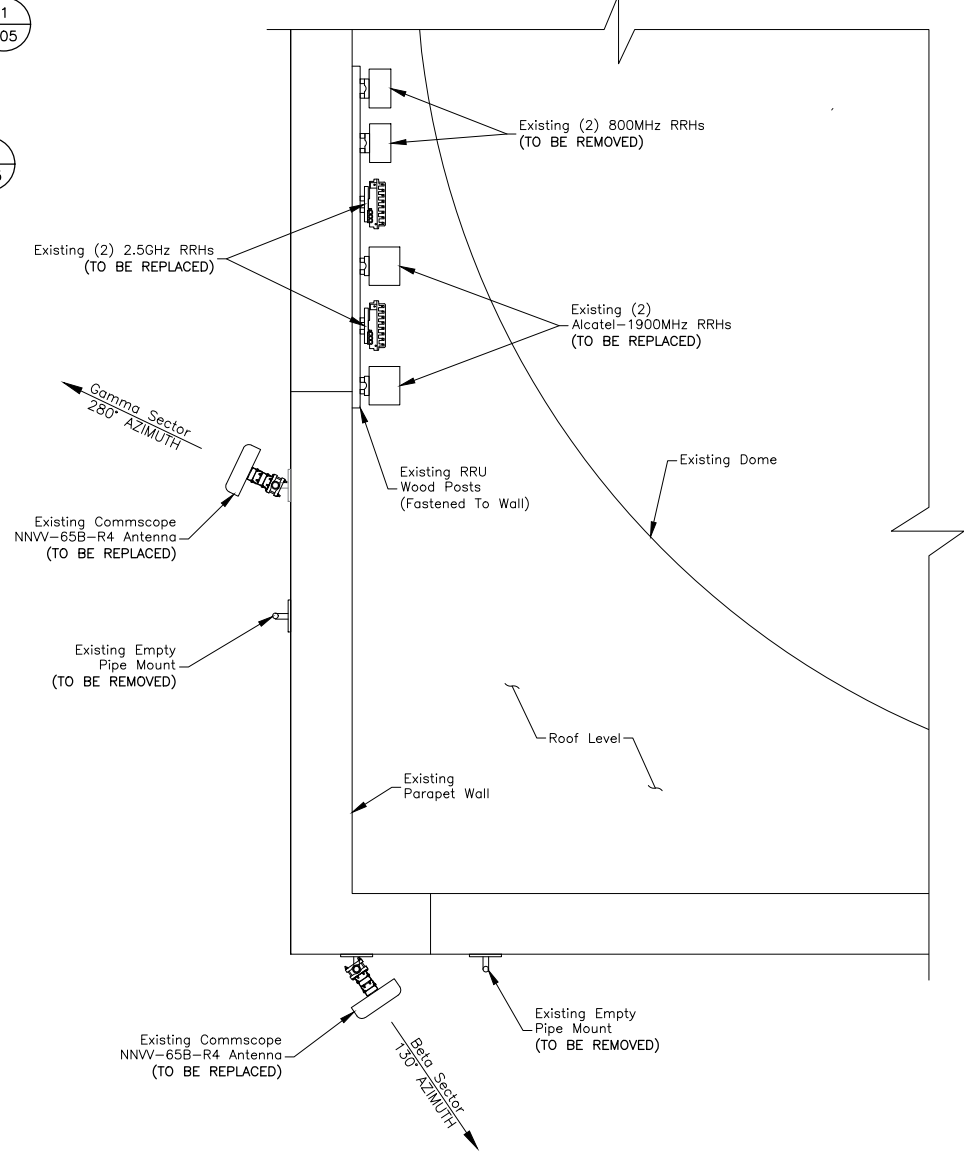 1
05
Existing (2) 800MHz RRHs
(TO BE REMOVED)
Existing (2) 2.5GHz RRHs
(TO BE REPLACED)
Existing (2)
Alcatel-1900MHz RRHs
(TO BE REPLACED)
Gamma Sector
280° AZIMUTH
Existing RRU
Wood Posts
(Fastened To Wall)
Existing Dome
Existing Commscope
NNVV-65B-R4 Antenna
(TO BE REPLACED)
Existing Empty
Pipe Mount
(TO BE REMOVED)
Roof Level
Existing
Parapet Wall
Existing Empty
Pipe Mount
(TO BE REMOVED)
Existing Commscope
NNVV-65B-R4 Antenna
(TO BE REPLACED)
Beta Sector
130° AZIMUTH